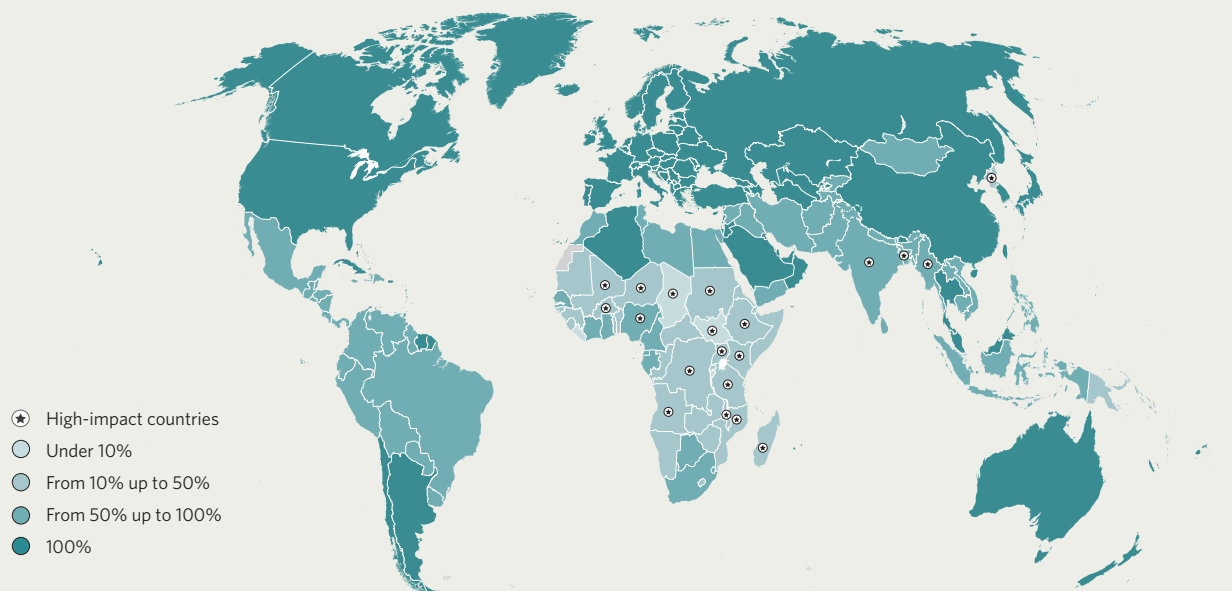 High-impact countries
Under 10%
From 10% up to 50%
From 50% up to 100%
100%